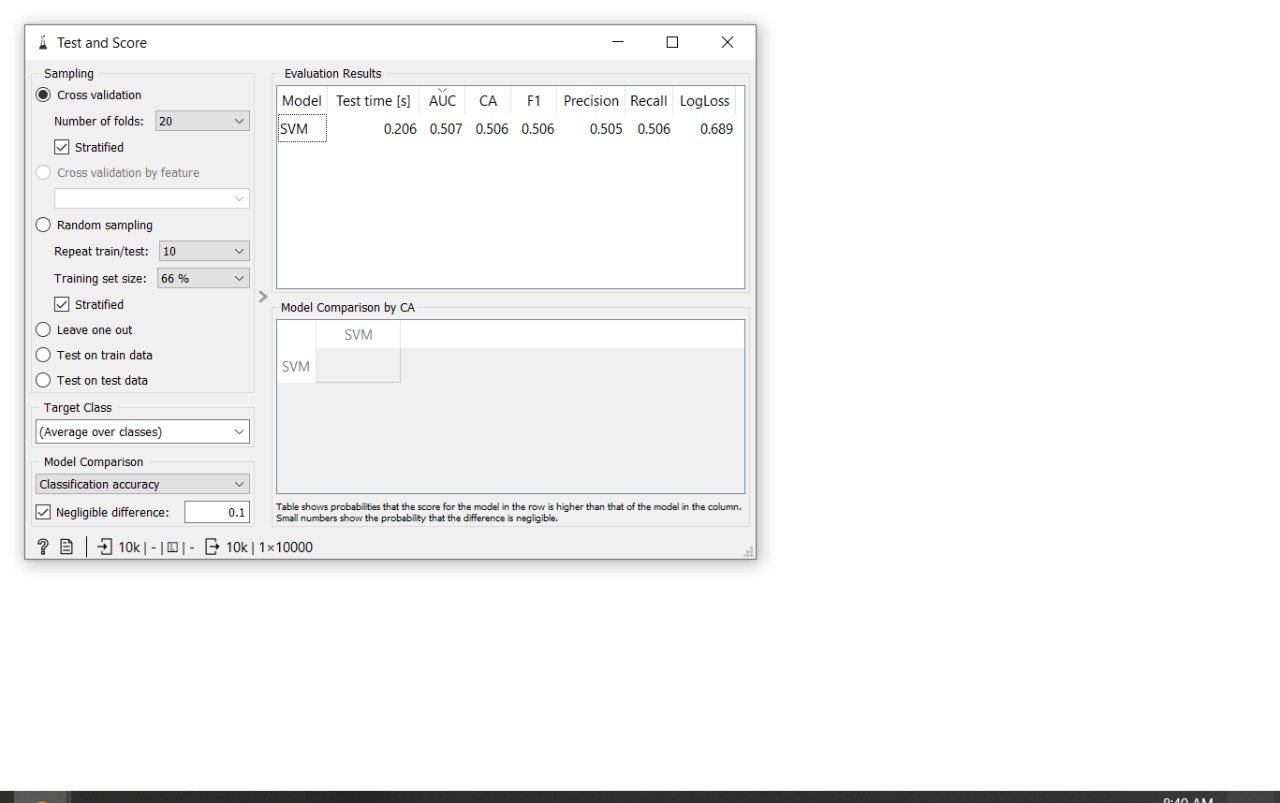 Test and Score
Sampling
Cross validation
Number of folds: 20
Stratified
Cross validation by feature
Random sampling
Repeat train/test: 10
Training set size: 66 %
Stratified
Leave one out
Test on train data
Test on test data
Target Class
(Average over classes)
Model Comparison
Classification accuracy
Negligible difference: 0.1
Evaluation Results
Model Test time [s] AUC CA F1 Precision Recall LogLoss
SVM 0.206 0.507 0.506 0.506 0.505 0.506 0.689
Model Comparison by CA
SVM
SVM
Table shows probabilities that the score for the model in the row is higher than that of the model in the column.
Small numbers show the probability that the difference is negligible.
? 10k | - | | - 10k | 1×10000
8:40 AM